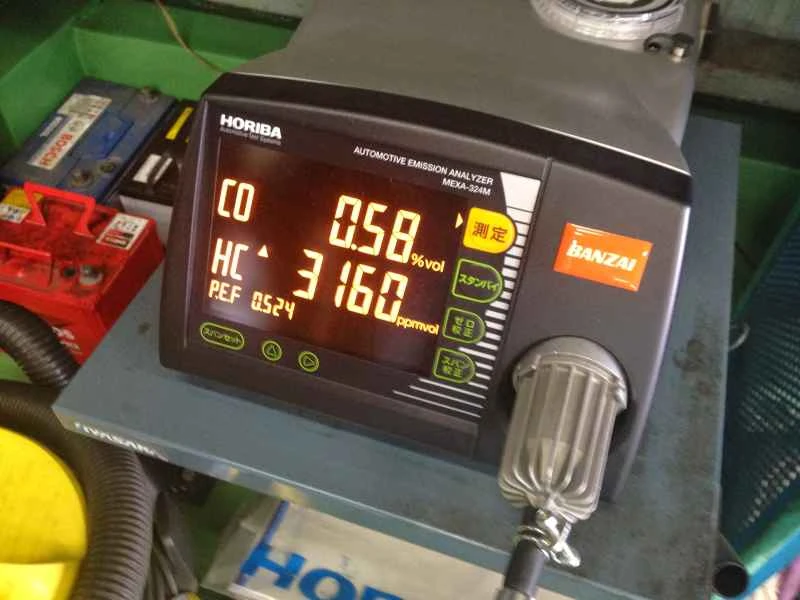 HORIBA
Automotive Test Systems
AUTOMOTIVE EMISSION ANALYZER
MEXA-324M
CO 0.58 %vol
HC 3160 ppmvol
P.E.F 0.524
測定
スタンバイ
ゼロ
校正
スパン
校正
スパンセット
BANZAI
BOSCH